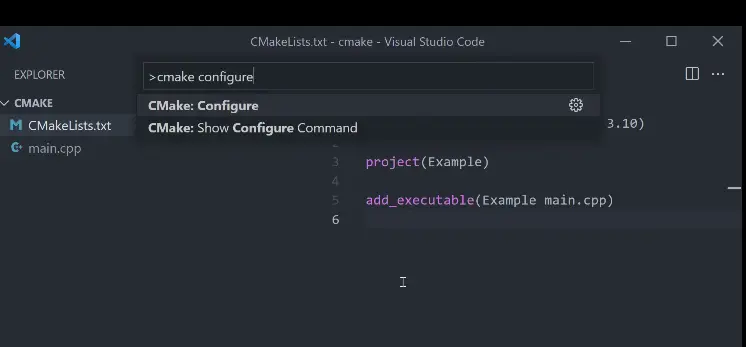 CMakeLists.txt - cmake - Visual Studio Code
EXPLORER
>cmake configure
CMAKE
CMake: Configure
CMakeLists.txt
CMake: Show Configure Command
3.10)
main.cpp
2
3 project(Example)
4
5 add_executable(Example main.cpp)
6